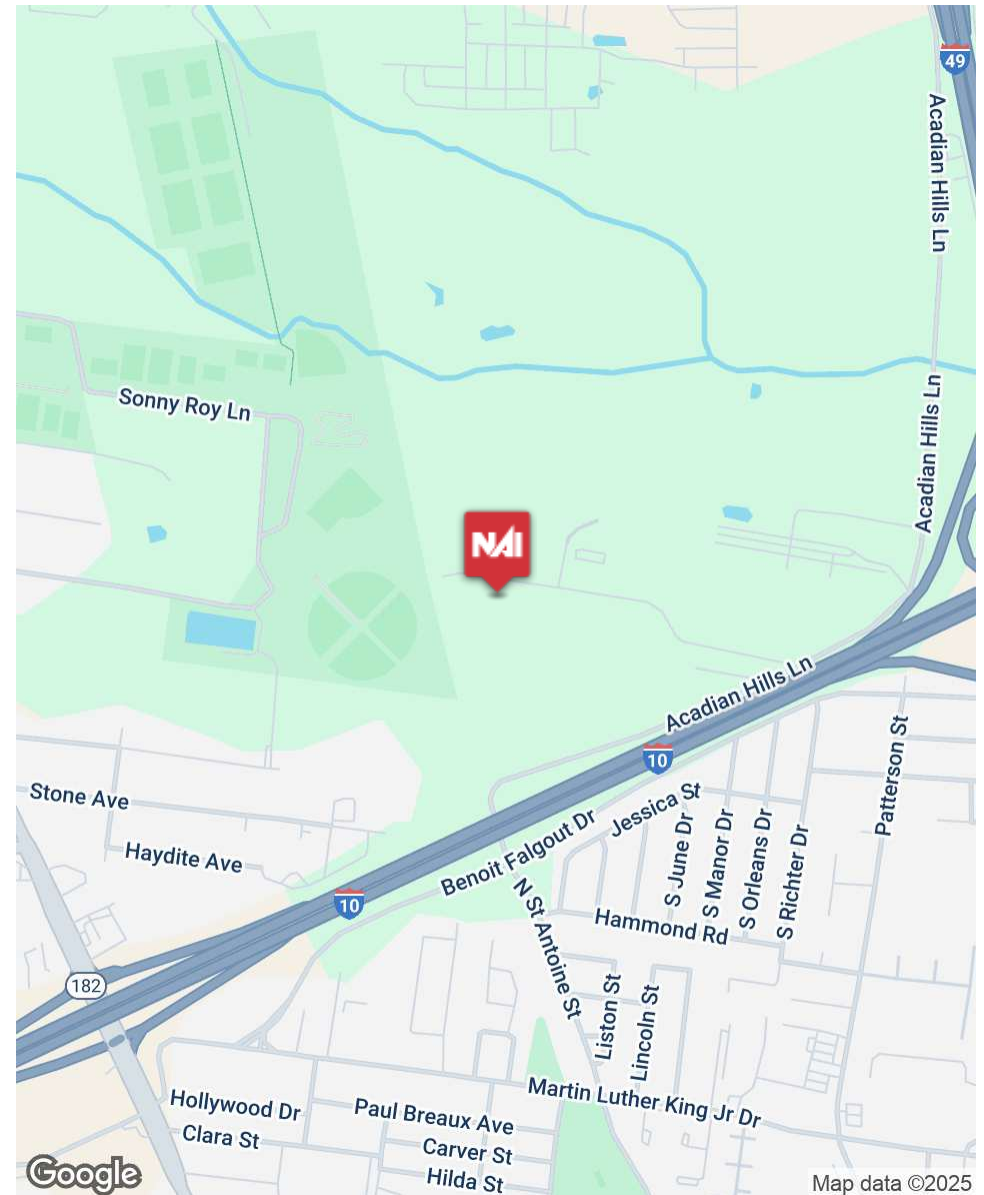 49
Acadian Hills Ln
Acadian Hills Ln
Sonny Roy Ln
NAI
Acadian Hills Ln
Patterson St
10
Stone Ave
Jessica St
Benoit Falgout Dr
S June Dr
S Manor Dr
S Orleans Dr
S Richter Dr
Haydite Ave
10
N St Antoine St
Hammond Rd
182
Liston St
Lincoln St
Martin Luther King Jr Dr
Hollywood Dr
Paul Breaux Ave
Clara St
Carver St
Hilda St
Google
Map data ©2025